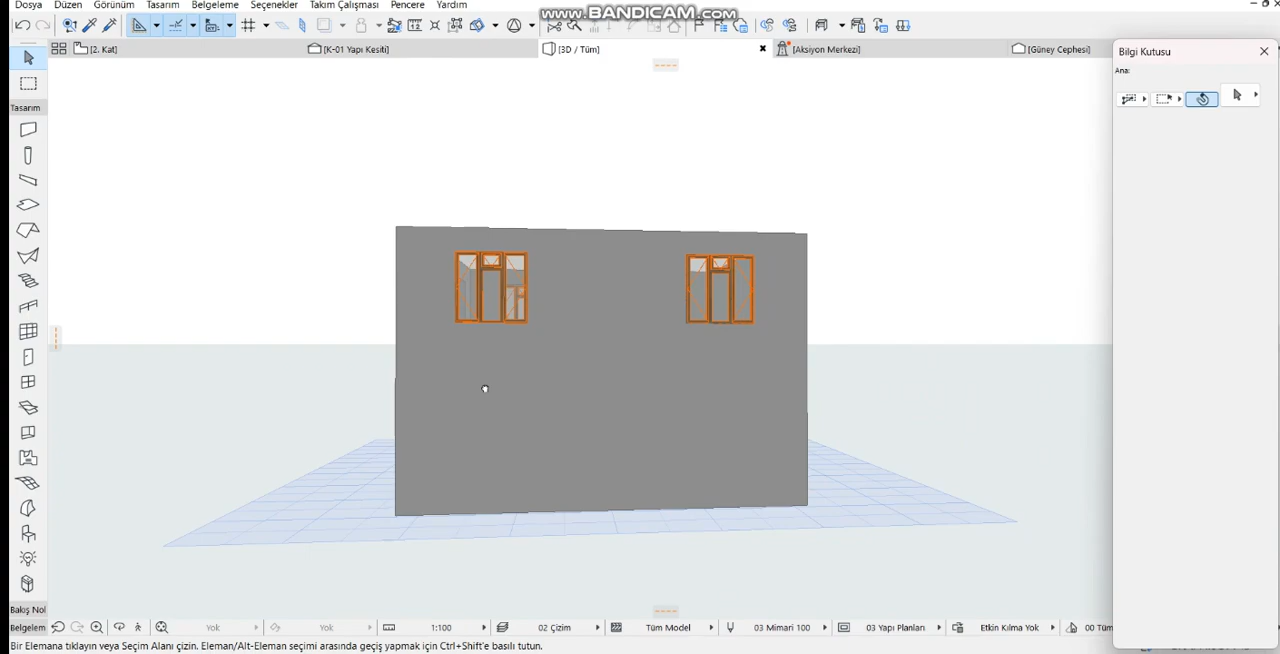 Dosya Düzen Görünüm Tasarım Belgeleme Seçenekler Takım Çalışması Pencere Yardım
www.BANDICAM.com
[2. Kat] [K-01 Yapı Kesiti] [3D / Tüm] [Aksiyon Merkezi] [Güney Cephesi]
Bilgi Kutusu
Ana:
Tasarım
Bakış Nol
Belgelem Yok Yok 1:100 02 Çizim Tüm Model 03 Mimari 100 03 Yapı Planları Etkin Kılma Yok 00 Tüm
Bir Elemana tıklayın veya Seçim Alanı çizin. Eleman/Alt-Eleman seçimi arasında geçiş yapmak için Ctrl+Shift'e basılı tutun.